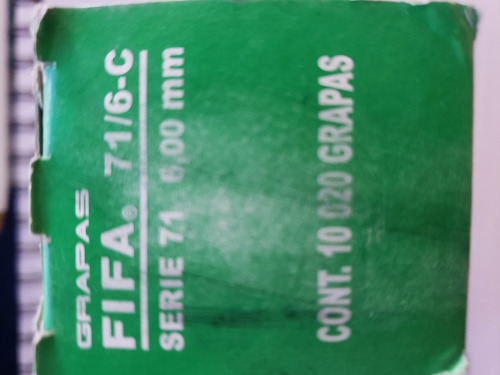 GRAPAS
FIFA® 71/6-C
SERIE 71 6,00 mm
CONT. 10 020 GRAPAS